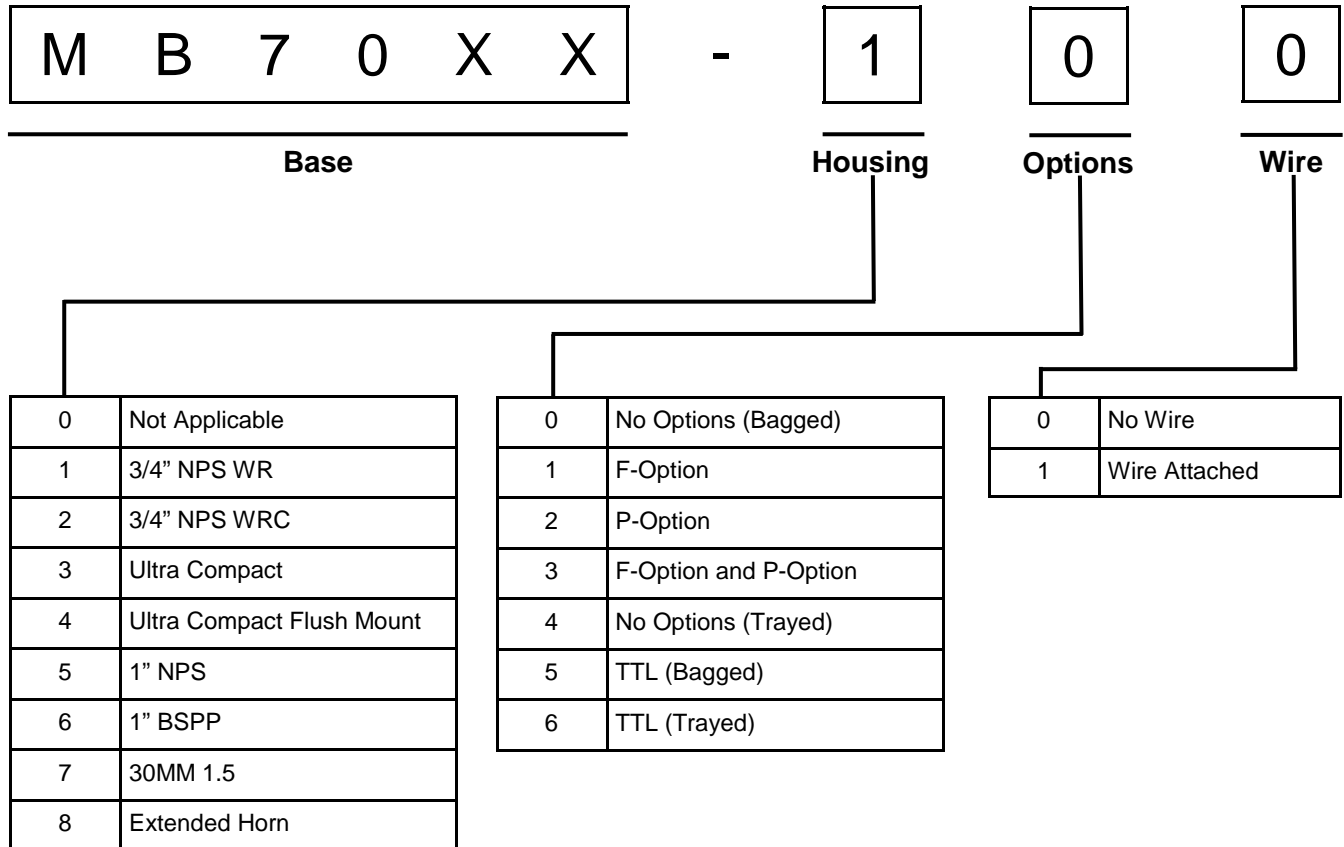 M B 7 0 X X - 1 0 0
Base Housing Options Wire
0 Not Applicable
1 3/4” NPS WR
2 3/4” NPS WRC
3 Ultra Compact
4 Ultra Compact Flush Mount
5 1” NPS
6 1” BSPP
7 30MM 1.5
8 Extended Horn
0 No Options (Bagged)
1 F-Option
2 P-Option
3 F-Option and P-Option
4 No Options (Trayed)
5 TTL (Bagged)
6 TTL (Trayed)
0 No Wire
1 Wire Attached